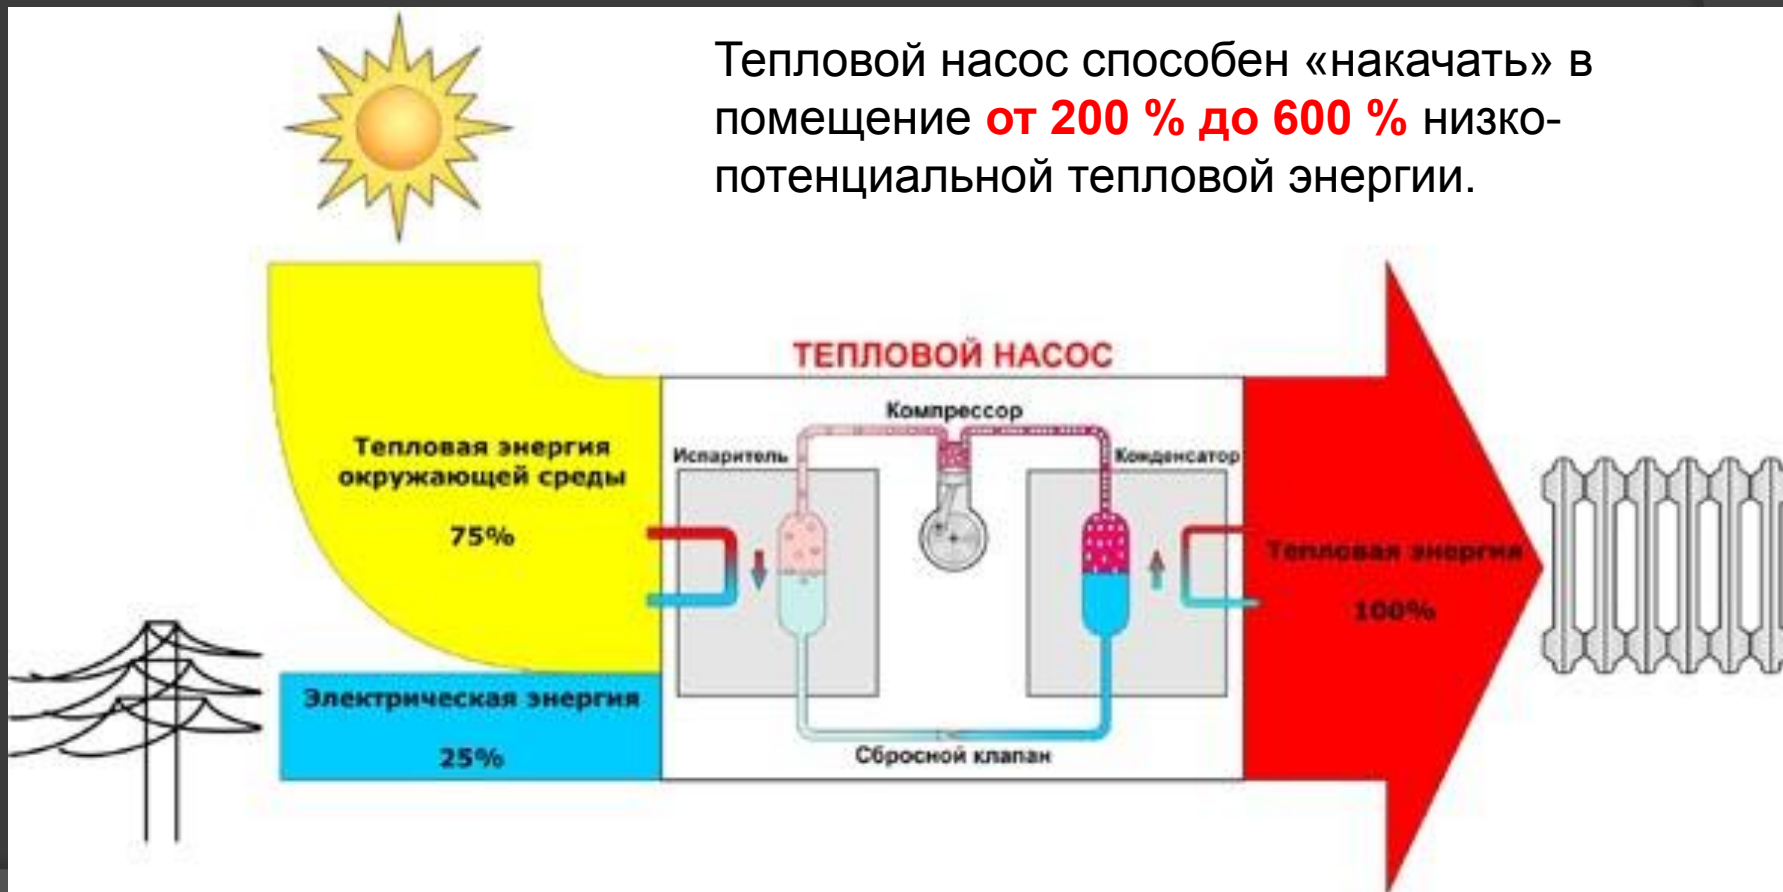 Тепловой насос способен «накачать» в
помещение от 200 % до 600 % низко-
потенциальной тепловой энергии.
ТЕПЛОВОЙ НАСОС
Компрессор
Испаритель
Конденсатор
Тепловая энергия
окружающей среды
75%
Тепловая энергия
100%
Электрическая энергия
25%
Сбросной клапан